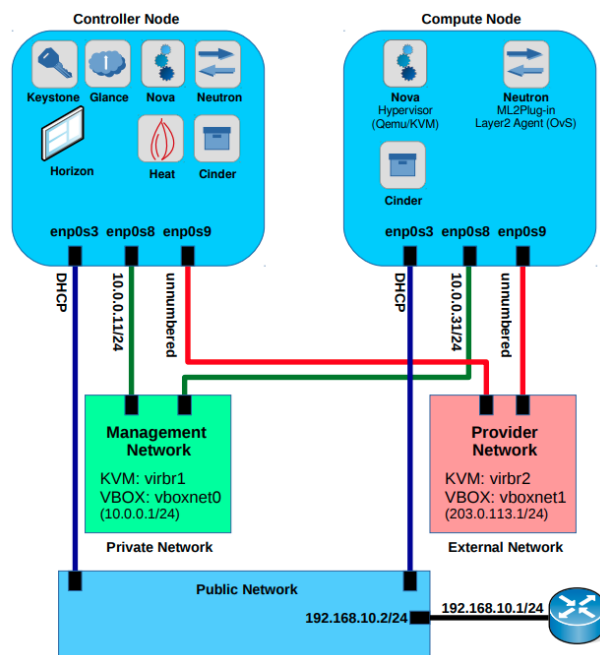 Controller Node
Compute Node
Keystone
Glance
Nova
Neutron
Horizon
Heat
Cinder
Nova
Hypervisor
(Qemu/KVM)
Neutron
ML2Plug-in
Layer2 Agent (OvS)
Cinder
enp0s3
enp0s8
enp0s9
enp0s3
enp0s8
enp0s9
DHCP
10.0.0.11/24
unnumbered
DHCP
10.0.0.31/24
unnumbered
Management
Network
KVM: virbr1
VBOX: vboxnet0
(10.0.0.1/24)
Private Network
Provider
Network
KVM: virbr2
VBOX: vboxnet1
(203.0.113.1/24)
External Network
Public Network
192.168.10.2/24
192.168.10.1/24